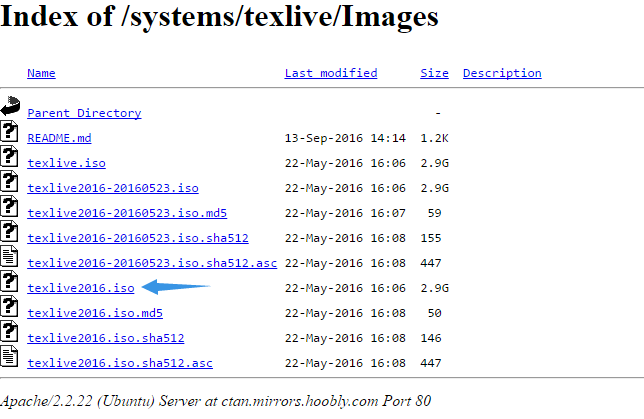 Index of /systems/texlive/Images
Name Last modified Size Description
Parent Directory -
README.md 13-Sep-2016 14:14 1.2K
texlive.iso 22-May-2016 16:06 2.9G
texlive2016-20160523.iso 22-May-2016 16:06 2.9G
texlive2016-20160523.iso.md5 22-May-2016 16:07 59
texlive2016-20160523.iso.sha512 22-May-2016 16:08 155
texlive2016-20160523.iso.sha512.asc 22-May-2016 16:08 447
texlive2016.iso 22-May-2016 16:06 2.9G
texlive2016.iso.md5 22-May-2016 16:08 50
texlive2016.iso.sha512 22-May-2016 16:08 146
texlive2016.iso.sha512.asc 22-May-2016 16:08 447
Apache/2.2.22 (Ubuntu) Server at ctan.mirrors.hoobly.com Port 80